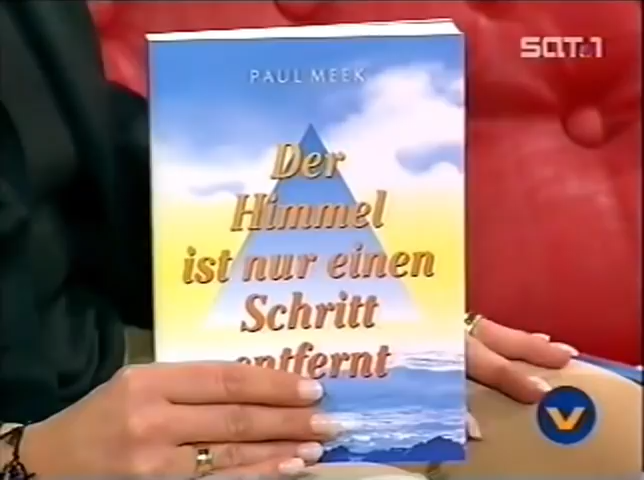 SAT.1
PAUL MEEK
Der
Himmel
ist nur einen
Schritt
entfernt
V